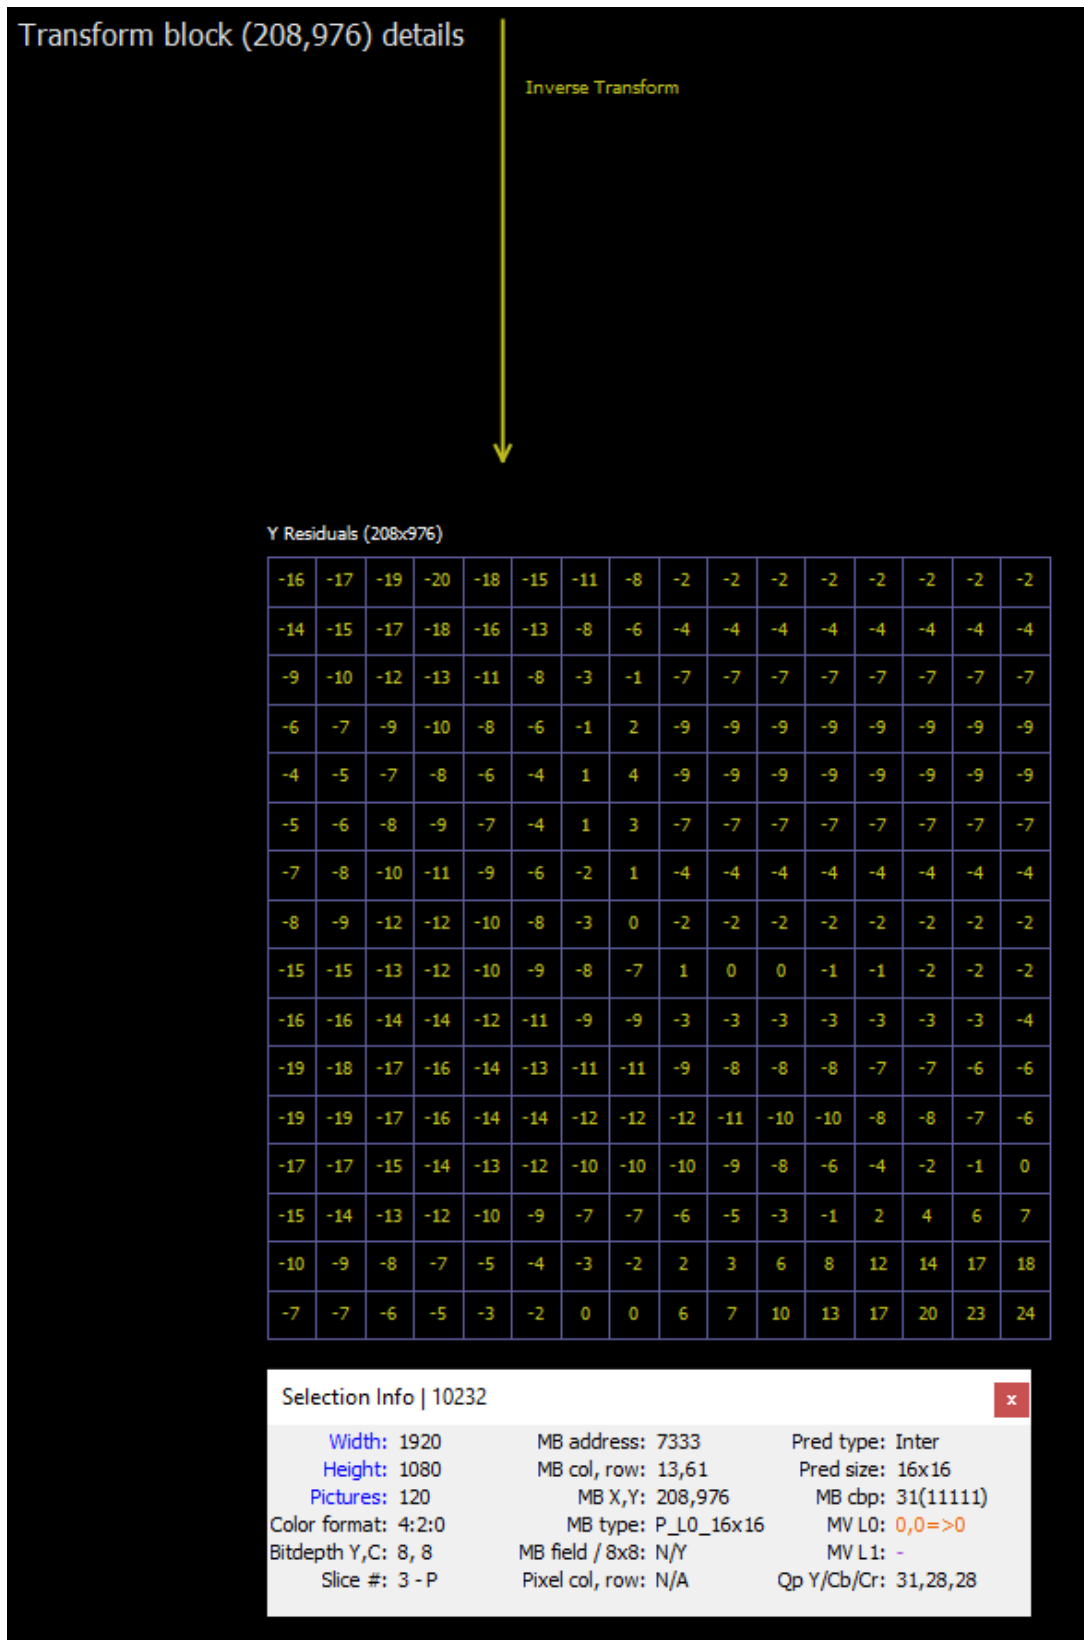 Transform block (208,976) details
Inverse Transform
Y Residuals (208x976)
-16 -17 -19 -20 -18 -15 -11 -8 -2 -2 -2 -2 -2 -2 -2 -2
-14 -15 -17 -18 -16 -13 -8 -6 -4 -4 -4 -4 -4 -4 -4 -4
-9 -10 -12 -13 -11 -8 -3 -1 -7 -7 -7 -7 -7 -7 -7 -7
-6 -7 -9 -10 -8 -6 -1 2 -9 -9 -9 -9 -9 -9 -9 -9
-4 -5 -7 -8 -6 -4 1 4 -9 -9 -9 -9 -9 -9 -9 -9
-5 -6 -8 -9 -7 -4 1 3 -7 -7 -7 -7 -7 -7 -7 -7
-7 -8 -10 -11 -9 -6 -2 1 -4 -4 -4 -4 -4 -4 -4 -4
-8 -9 -12 -12 -10 -8 -3 0 -2 -2 -2 -2 -2 -2 -2 -2
-15 -15 -13 -12 -10 -9 -8 -7 1 0 0 -1 -1 -2 -2 -2
-16 -16 -14 -14 -12 -11 -9 -9 -3 -3 -3 -3 -3 -3 -3 -4
-19 -18 -17 -16 -14 -13 -11 -11 -9 -8 -8 -8 -7 -7 -6 -6
-19 -19 -17 -16 -14 -14 -12 -12 -12 -11 -10 -10 -8 -8 -7 -6
-17 -17 -15 -14 -13 -12 -10 -10 -10 -9 -8 -6 -4 -2 -1 0
-15 -14 -13 -12 -10 -9 -7 -7 -6 -5 -3 -1 2 4 6 7
-10 -9 -8 -7 -5 -4 -3 -2 2 3 6 8 12 14 17 18
-7 -7 -6 -5 -3 -2 0 0 6 7 10 13 17 20 23 24
Selection Info | 10232 x
Width: 1920 MB address: 7333 Pred type: Inter
Height: 1080 MB col, row: 13,61 Pred size: 16x16
Pictures: 120 MB X,Y: 208,976 MB cbp: 31(11111)
Color format: 4:2:0 MB type: P_L0_16x16 MV L0: 0,0=>0
Bitdepth Y,C: 8, 8 MB field / 8x8: N/Y MV L1: -
Slice #: 3 - P Pixel col, row: N/A Qp Y/Cb/Cr: 31,28,28